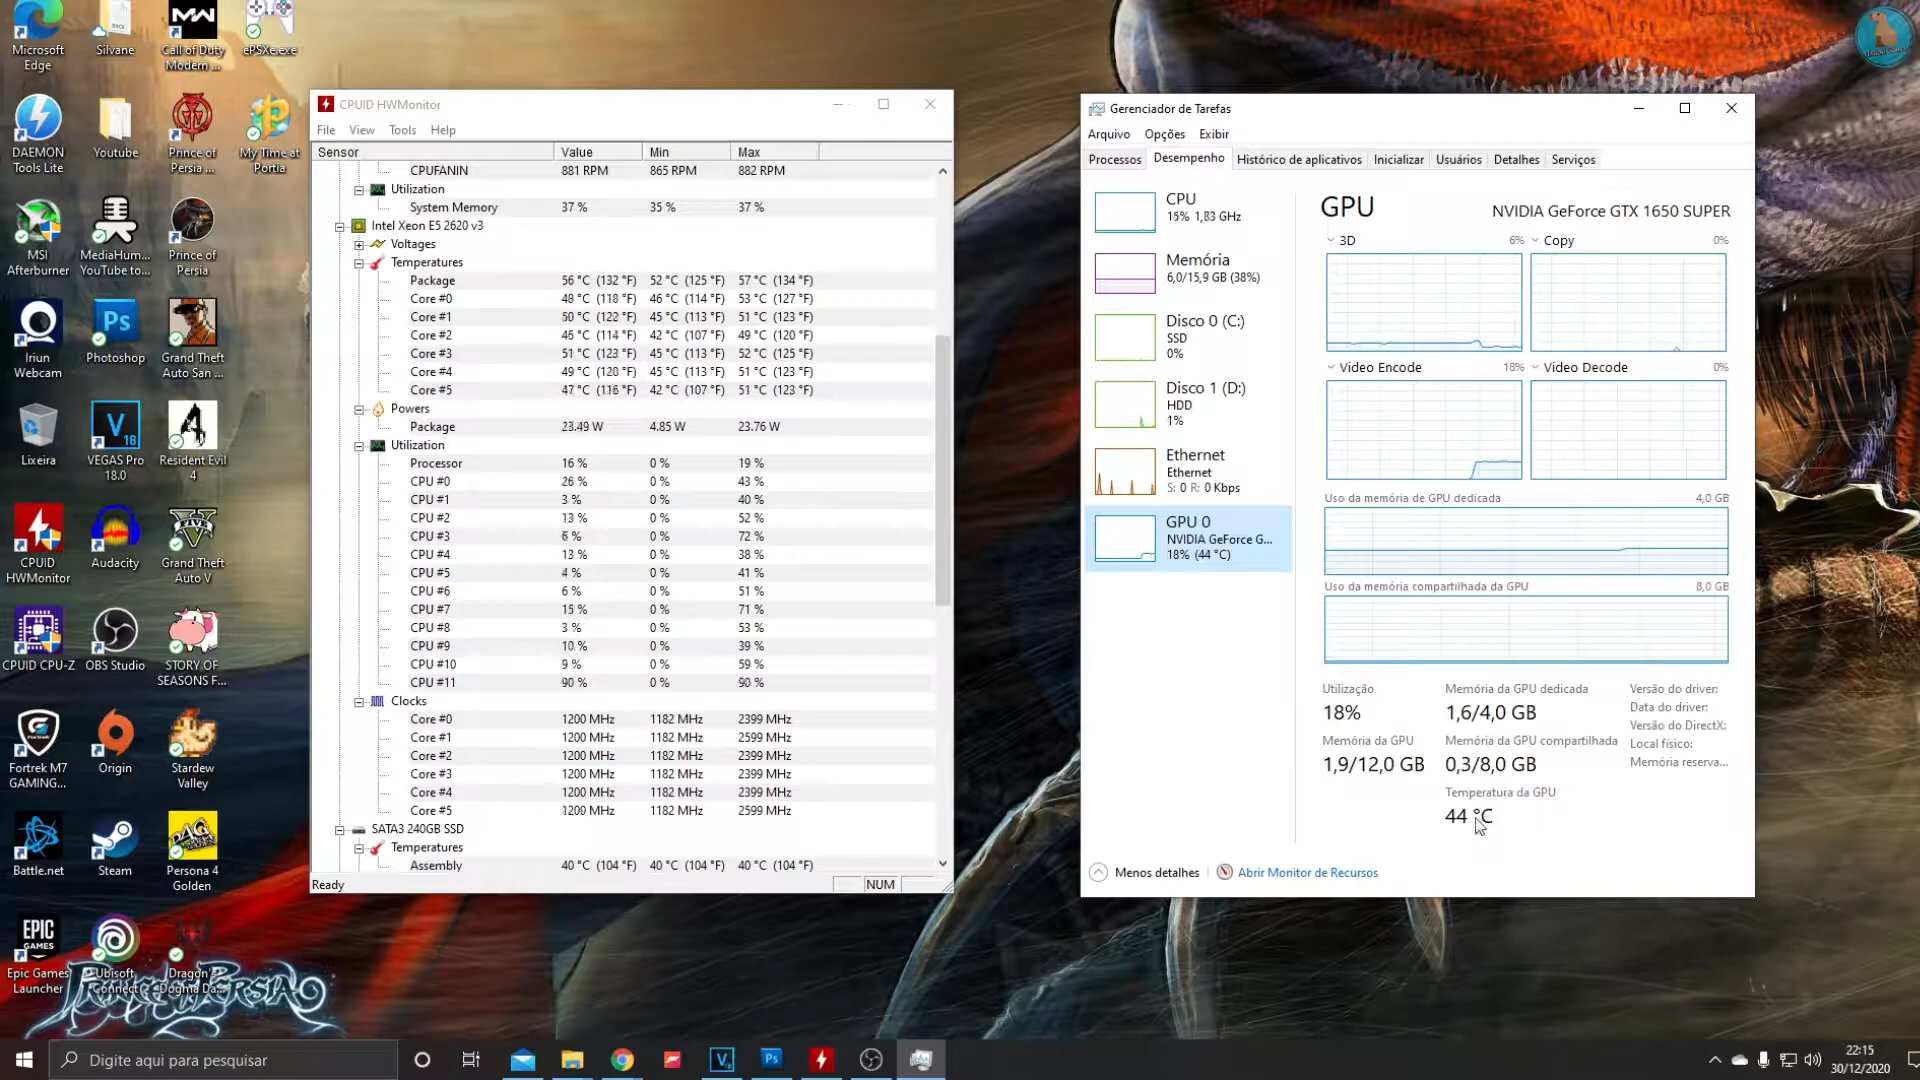 Microsoft Edge
Silvane
Call of Duty Modern ...
ePSXe.exe
DAEMON Tools Lite
Youtube
Prince of Persia ...
My Time at Portia
MSI Afterburner
MediaHum... YouTube to...
Prince of Persia
Iriun Webcam
Photoshop
Grand Theft Auto San ...
Lixeira
VEGAS Pro 18.0
Resident Evil 4
CPUID HWMonitor
Audacity
Grand Theft Auto V
CPUID CPU-Z
OBS Studio
STORY OF SEASONS F...
Fortrek M7 GAMING...
Origin
Stardew Valley
Battle.net
Steam
Persona 4 Golden
Epic Games Launcher
Ubisoft Connect
Dragon's Dogma Da...
CPUID HWMonitor
File View Tools Help
Sensor Value Min Max
CPUFANIN 881 RPM 865 RPM 882 RPM
Utilization
System Memory 37 % 35 % 37 %
Intel Xeon E5 2620 v3
Voltages
Temperatures
Package 56 °C (132 °F) 52 °C (125 °F) 57 °C (134 °F)
Core #0 48 °C (118 °F) 46 °C (114 °F) 53 °C (127 °F)
Core #1 50 °C (122 °F) 45 °C (113 °F) 51 °C (123 °F)
Core #2 46 °C (114 °F) 42 °C (107 °F) 49 °C (120 °F)
Core #3 51 °C (123 °F) 45 °C (113 °F) 52 °C (125 °F)
Core #4 49 °C (120 °F) 45 °C (113 °F) 51 °C (123 °F)
Core #5 47 °C (116 °F) 42 °C (107 °F) 51 °C (123 °F)
Powers
Package 23.49 W 4.85 W 23.76 W
Utilization
Processor 16 % 0 % 19 %
CPU #0 26 % 0 % 43 %
CPU #1 3 % 0 % 40 %
CPU #2 13 % 0 % 52 %
CPU #3 6 % 0 % 72 %
CPU #4 13 % 0 % 38 %
CPU #5 4 % 0 % 41 %
CPU #6 6 % 0 % 51 %
CPU #7 15 % 0 % 71 %
CPU #8 3 % 0 % 53 %
CPU #9 10 % 0 % 39 %
CPU #10 9 % 0 % 59 %
CPU #11 90 % 0 % 90 %
Clocks
Core #0 1200 MHz 1182 MHz 2399 MHz
Core #1 1200 MHz 1182 MHz 2599 MHz
Core #2 1200 MHz 1182 MHz 2399 MHz
Core #3 1200 MHz 1182 MHz 2399 MHz
Core #4 1200 MHz 1182 MHz 2399 MHz
Core #5 1200 MHz 1182 MHz 2599 MHz
SATA3 240GB SSD
Temperatures
Assembly 40 °C (104 °F) 40 °C (104 °F) 40 °C (104 °F)
Ready NUM
Gerenciador de Tarefas
Arquivo Opções Exibir
Processos Desempenho Histórico de aplicativos Inicializar Usuários Detalhes Serviços
CPU
15% 1,83 GHz
Memória
6,0/15,9 GB (38%)
Disco 0 (C:)
SSD
0%
Disco 1 (D:)
HDD
1%
Ethernet
Ethernet
S: 0 R: 0 Kbps
GPU 0
NVIDIA GeForce G...
18% (44 °C)
GPU NVIDIA GeForce GTX 1650 SUPER
3D 6% Copy 0%
Video Encode 18% Video Decode 0%
Uso da memória de GPU dedicada 4,0 GB
Uso da memória compartilhada da GPU 8,0 GB
Utilização
18%
Memória da GPU
1,9/12,0 GB
Memória da GPU dedicada
1,6/4,0 GB
Memória da GPU compartilhada
0,3/8,0 GB
Temperatura da GPU
44 °C
Versão do driver:
Data do driver:
Versão do DirectX:
Local físico:
Memória reserva...
Menos detalhes Abrir Monitor de Recursos
Digite aqui para pesquisar
22:15
30/12/2020